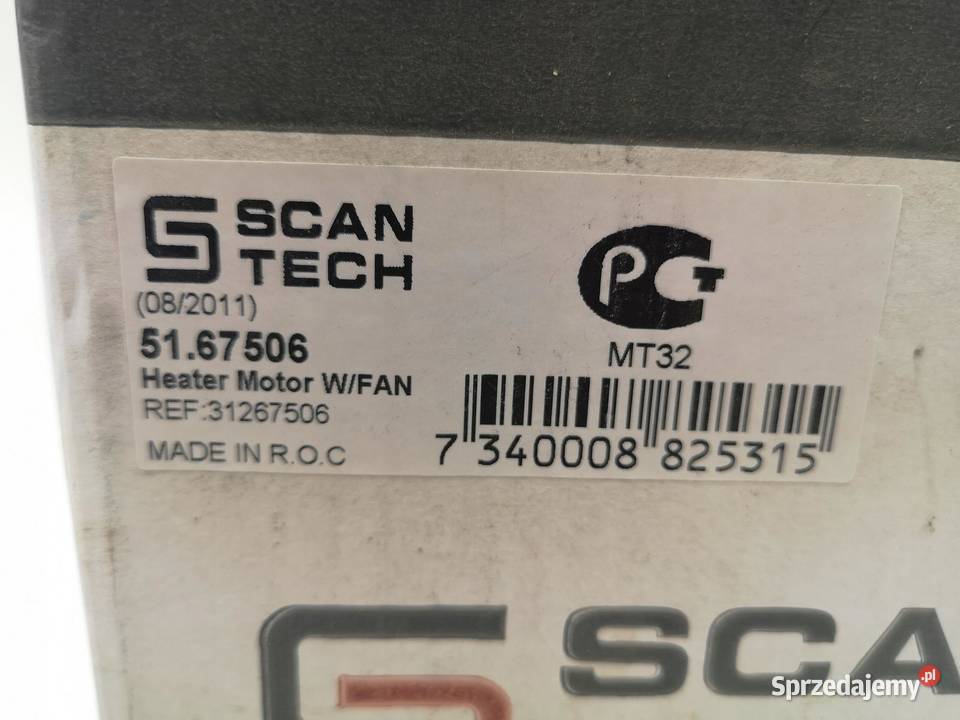 SCAN
TECH
(08/2011)
51.67506
Heater Motor W/FAN
REF:31267506
MADE IN R.O.C
РСТ
MT32
7 340008 825315
SCA
Sprzedajemy.pl